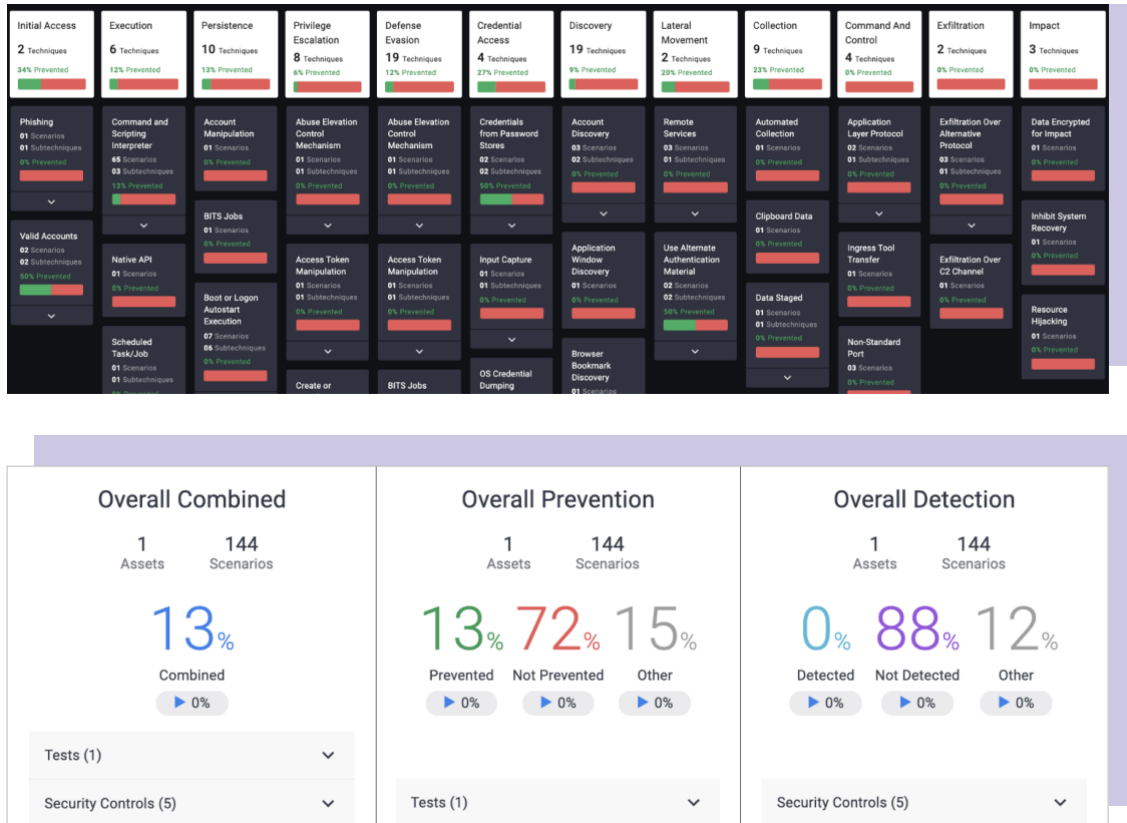 Initial Access
2 Techniques
34% Prevented
Execution
6 Techniques
12% Prevented
Persistence
10 Techniques
13% Prevented
Privilege
Escalation
8 Techniques
6% Prevented
Defense
Evasion
19 Techniques
12% Prevented
Credential
Access
4 Techniques
27% Prevented
Discovery
19 Techniques
9% Prevented
Lateral
Movement
2 Techniques
20% Prevented
Collection
9 Techniques
23% Prevented
Command And
Control
4 Techniques
0% Prevented
Exfiltration
2 Techniques
0% Prevented
Impact
3 Techniques
0% Prevented
Phishing
01 Scenarios
01 Subtechniques
0% Prevented
Valid Accounts
02 Scenarios
02 Subtechniques
50% Prevented
Command and
Scripting
Interpreter
65 Scenarios
03 Subtechniques
13% Prevented
Native API
01 Scenarios
0% Prevented
Scheduled
Task/Job
01 Scenarios
01 Subtechniques
0% Prevented
Account
Manipulation
01 Scenarios
0% Prevented
BITS Jobs
01 Scenarios
0% Prevented
Boot or Logon
Autostart
Execution
07 Scenarios
06 Subtechniques
0% Prevented
Abuse Elevation
Control
Mechanism
01 Scenarios
01 Subtechniques
0% Prevented
Access Token
Manipulation
01 Scenarios
01 Subtechniques
0% Prevented
Create or
Abuse Elevation
Control
Mechanism
01 Scenarios
01 Subtechniques
0% Prevented
Access Token
Manipulation
01 Scenarios
01 Subtechniques
0% Prevented
BITS Jobs
Credentials
from Password
Stores
02 Scenarios
02 Subtechniques
50% Prevented
Input Capture
01 Scenarios
01 Subtechniques
0% Prevented
OS Credential
Dumping
Account
Discovery
03 Scenarios
02 Subtechniques
0% Prevented
Application
Window
Discovery
01 Scenarios
0% Prevented
Browser
Bookmark
Discovery
01 Scenarios
Remote
Services
03 Scenarios
01 Subtechniques
0% Prevented
Use Alternate
Authentication
Material
02 Scenarios
02 Subtechniques
50% Prevented
Automated
Collection
01 Scenarios
0% Prevented
Clipboard Data
01 Scenarios
0% Prevented
Data Staged
01 Scenarios
01 Subtechniques
0% Prevented
Application
Layer Protocol
02 Scenarios
01 Subtechniques
0% Prevented
Ingress Tool
Transfer
01 Scenarios
0% Prevented
Non-Standard
Port
03 Scenarios
0% Prevented
Exfiltration Over
Alternative
Protocol
03 Scenarios
01 Subtechniques
0% Prevented
Exfiltration Over
C2 Channel
01 Scenarios
0% Prevented
Data Encrypted
for Impact
01 Scenarios
0% Prevented
Inhibit System
Recovery
01 Scenarios
0% Prevented
Resource
Hijacking
01 Scenarios
0% Prevented
Overall Combined
1 144
Assets Scenarios
13%
Combined
0%
Tests (1)
Security Controls (5)
Overall Prevention
1 144
Assets Scenarios
13% 72% 15%
Prevented Not Prevented Other
0% 0% 0%
Tests (1)
Overall Detection
1 144
Assets Scenarios
0% 88% 12%
Detected Not Detected Other
0% 0% 0%
Security Controls (5)